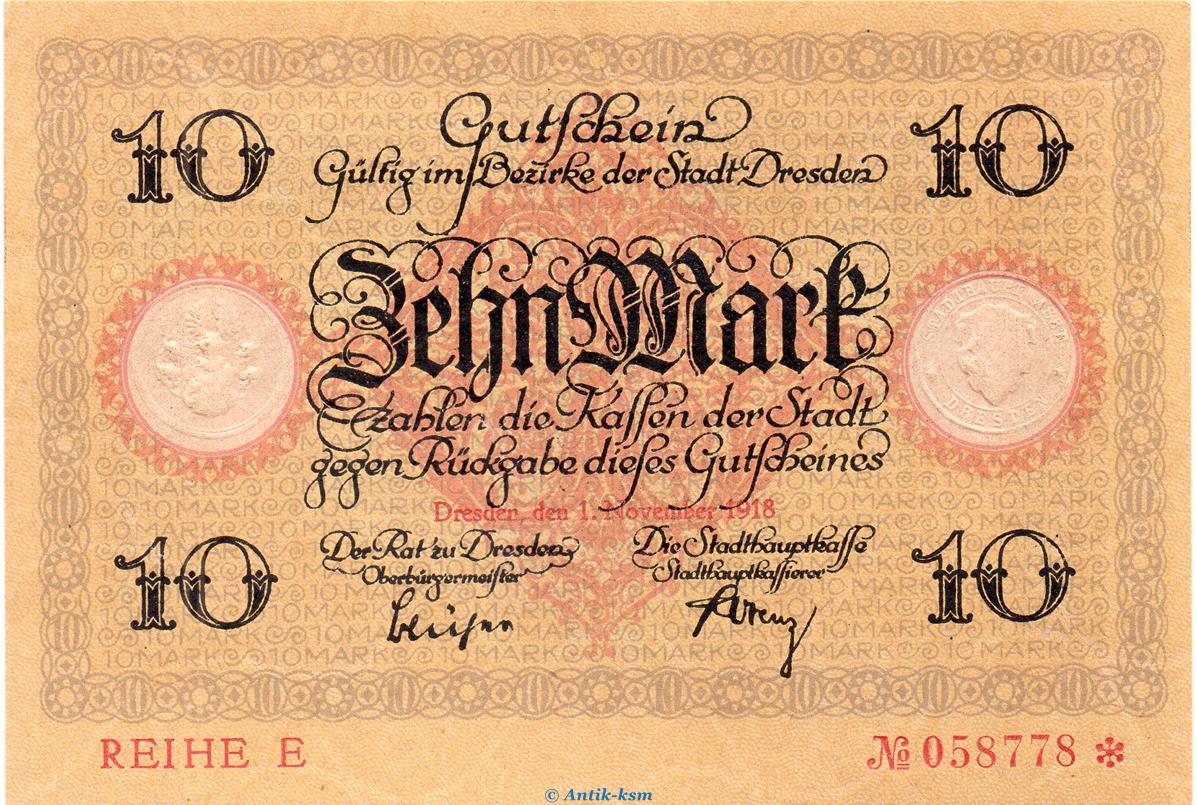 10 10
Gutschein
Gültig im Bezirke der Stadt Dresden
Zehn Mark
zahlen die Kassen der Stadt
gegen Rückgabe dieses Gutscheines
Dresden, den 1. November 1918
Der Rat zu Dresden Die Stadthauptkasse
Oberbürgermeister Stadthauptkassierer
10 10
REIHE E № 058778 *
© Antik-ksm